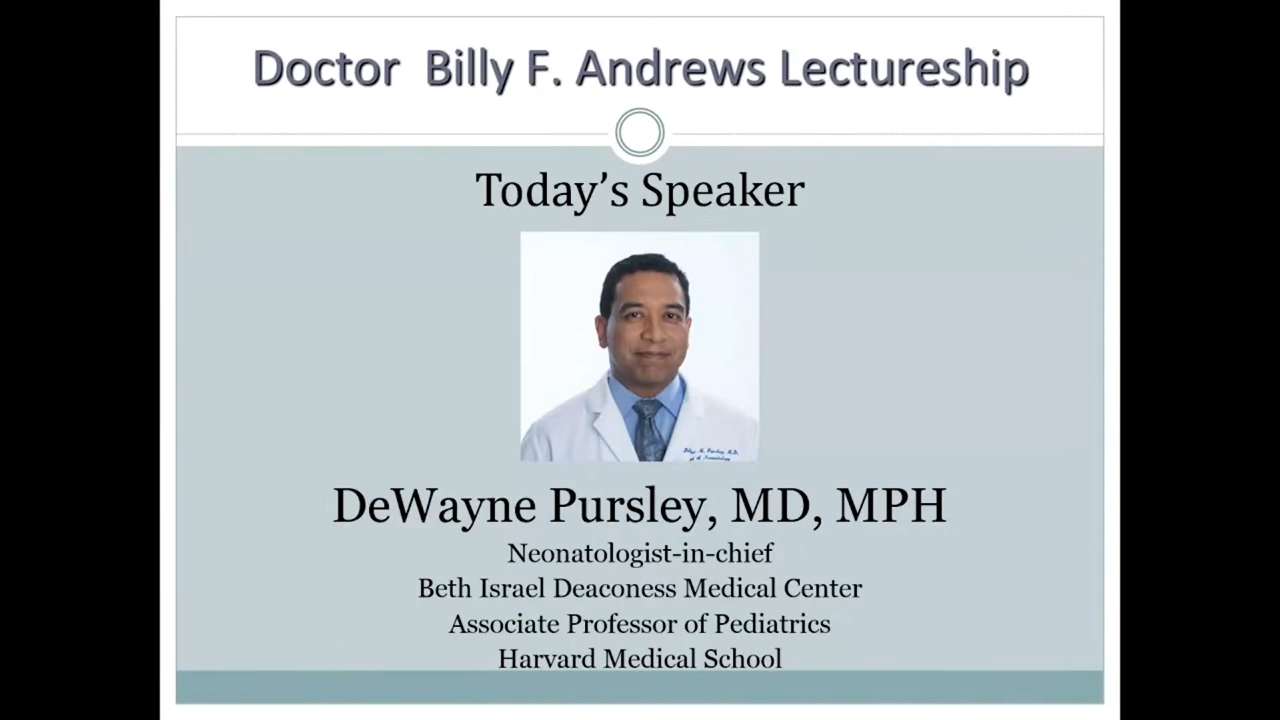 Doctor Billy F. Andrews Lectureship
Today’s Speaker
DeWayne Pursley, MD, MPH
Neonatologist-in-chief
Beth Israel Deaconess Medical Center
Associate Professor of Pediatrics
Harvard Medical School